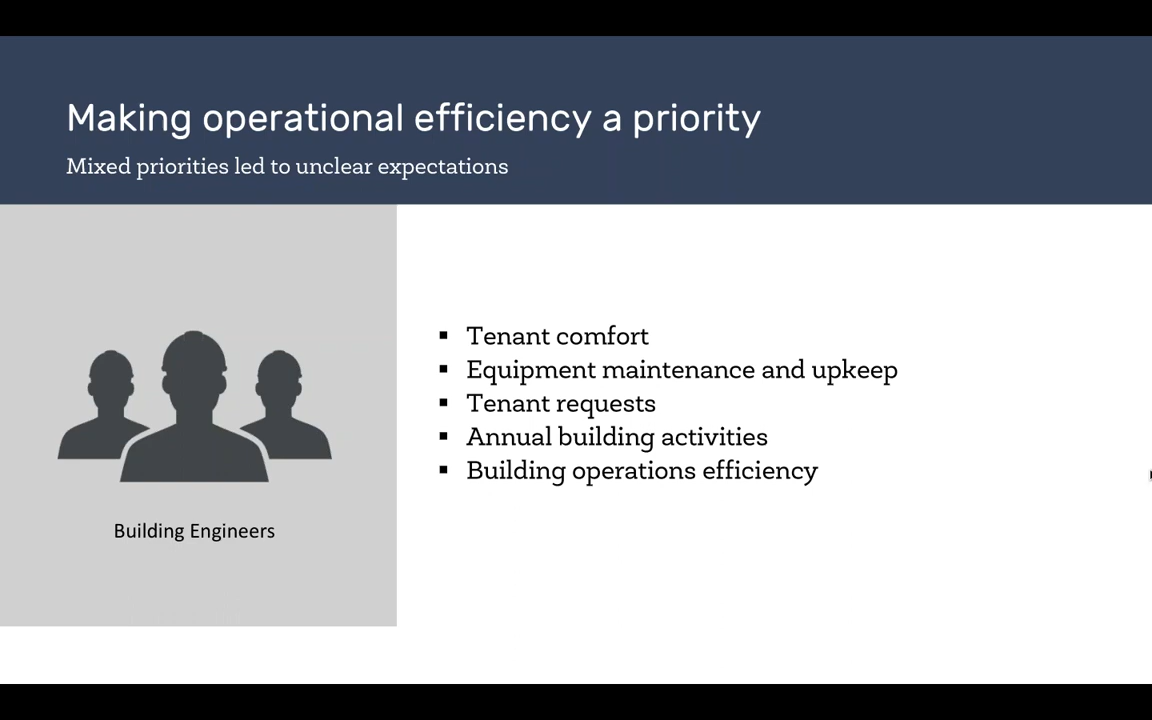 Making operational efficiency a priority
Mixed priorities led to unclear expectations
Building Engineers
▪ Tenant comfort
▪ Equipment maintenance and upkeep
▪ Tenant requests
▪ Annual building activities
▪ Building operations efficiency